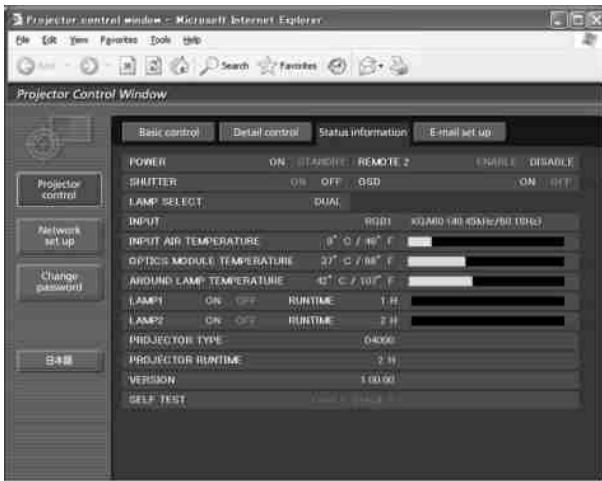 Projector control window - Microsoft Internet Explorer
File Edit View Favorites Tools Help
Search Favorites
Projector Control Window
Basic control Detail control Status information E-mail set up
POWER ON STANDBY REMOTE 2 ENABLE DISABLE
SHUTTER ON OFF OSD ON OFF
LAMP SELECT DUAL
INPUT RGB1
INPUT AIR TEMPERATURE
OPTICS MODULE TEMPERATURE
AROUND LAMP TEMPERATURE
LAMP1 ON OFF RUNTIME 1 H
LAMP2 ON OFF RUNTIME 2 H
PROJECTOR TYPE D4000
PROJECTOR RUNTIME 2 H
VERSION 1.00.00
SELF TEST
Projector
control
Network
set up
Change
password
日本語